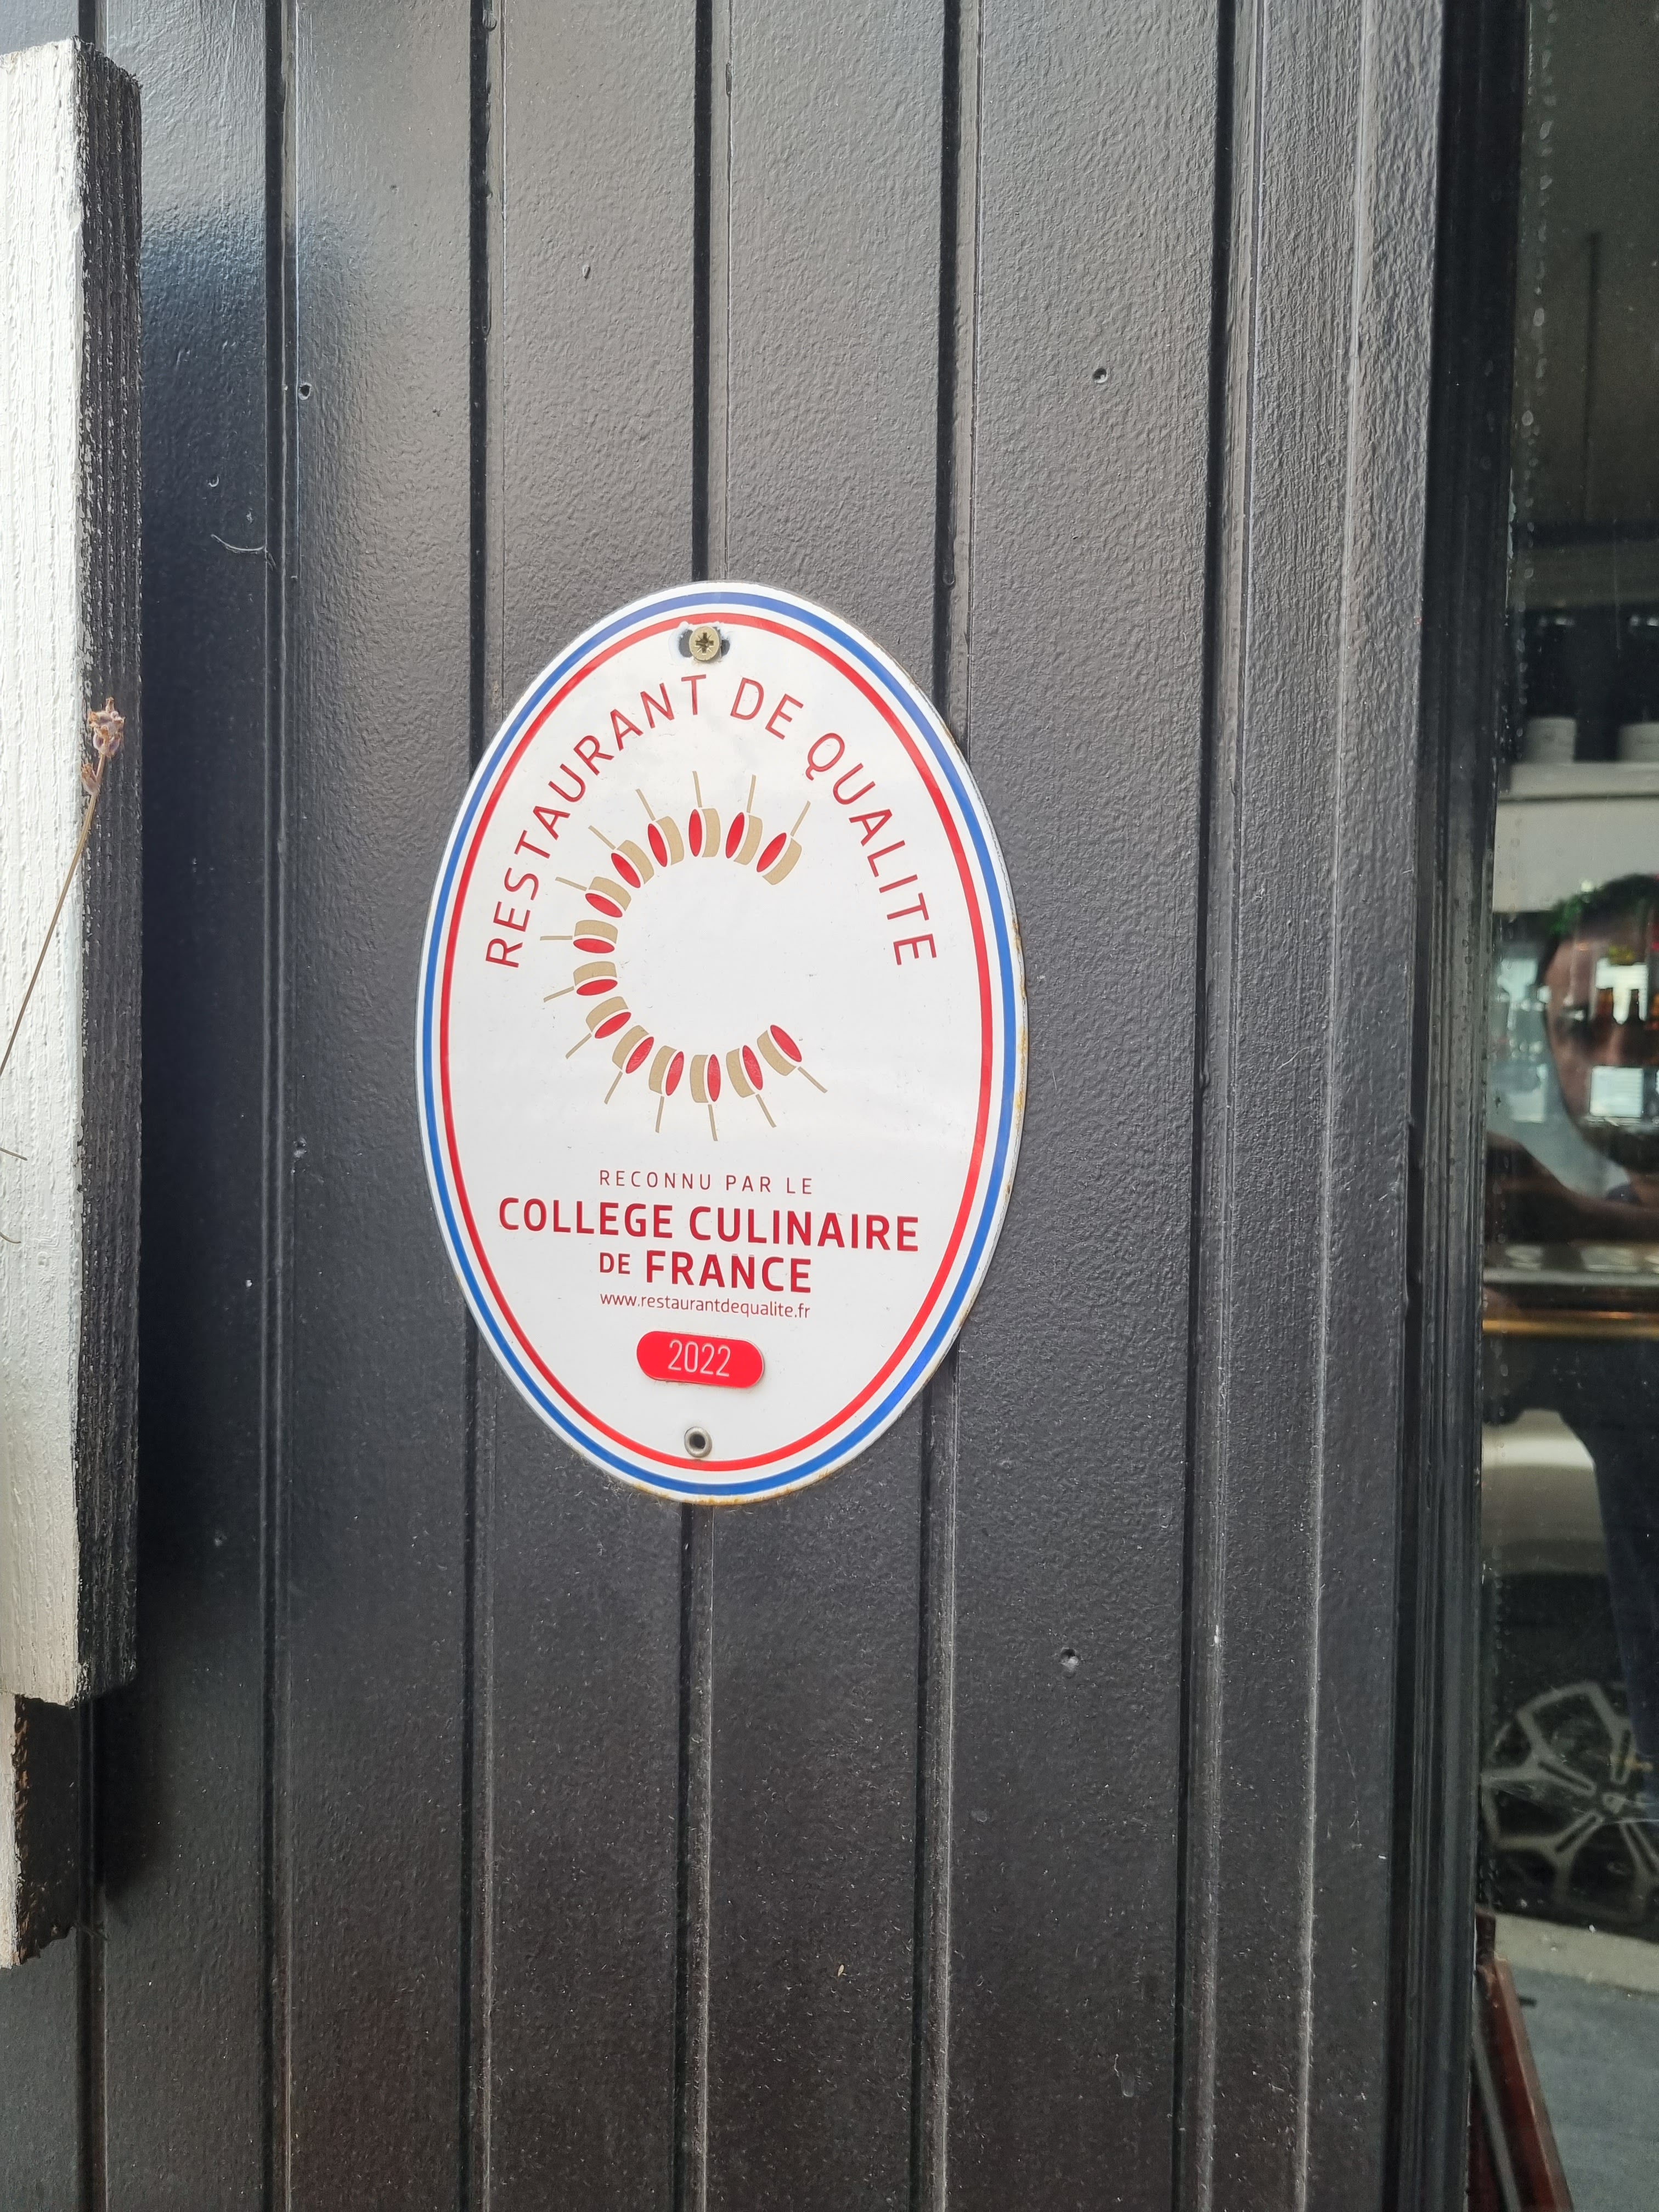 RESTAURANT DE QUALITE
RECONNU PAR LE
COLLEGE CULINAIRE
DE FRANCE
www.restaurantdequalite.fr
2022